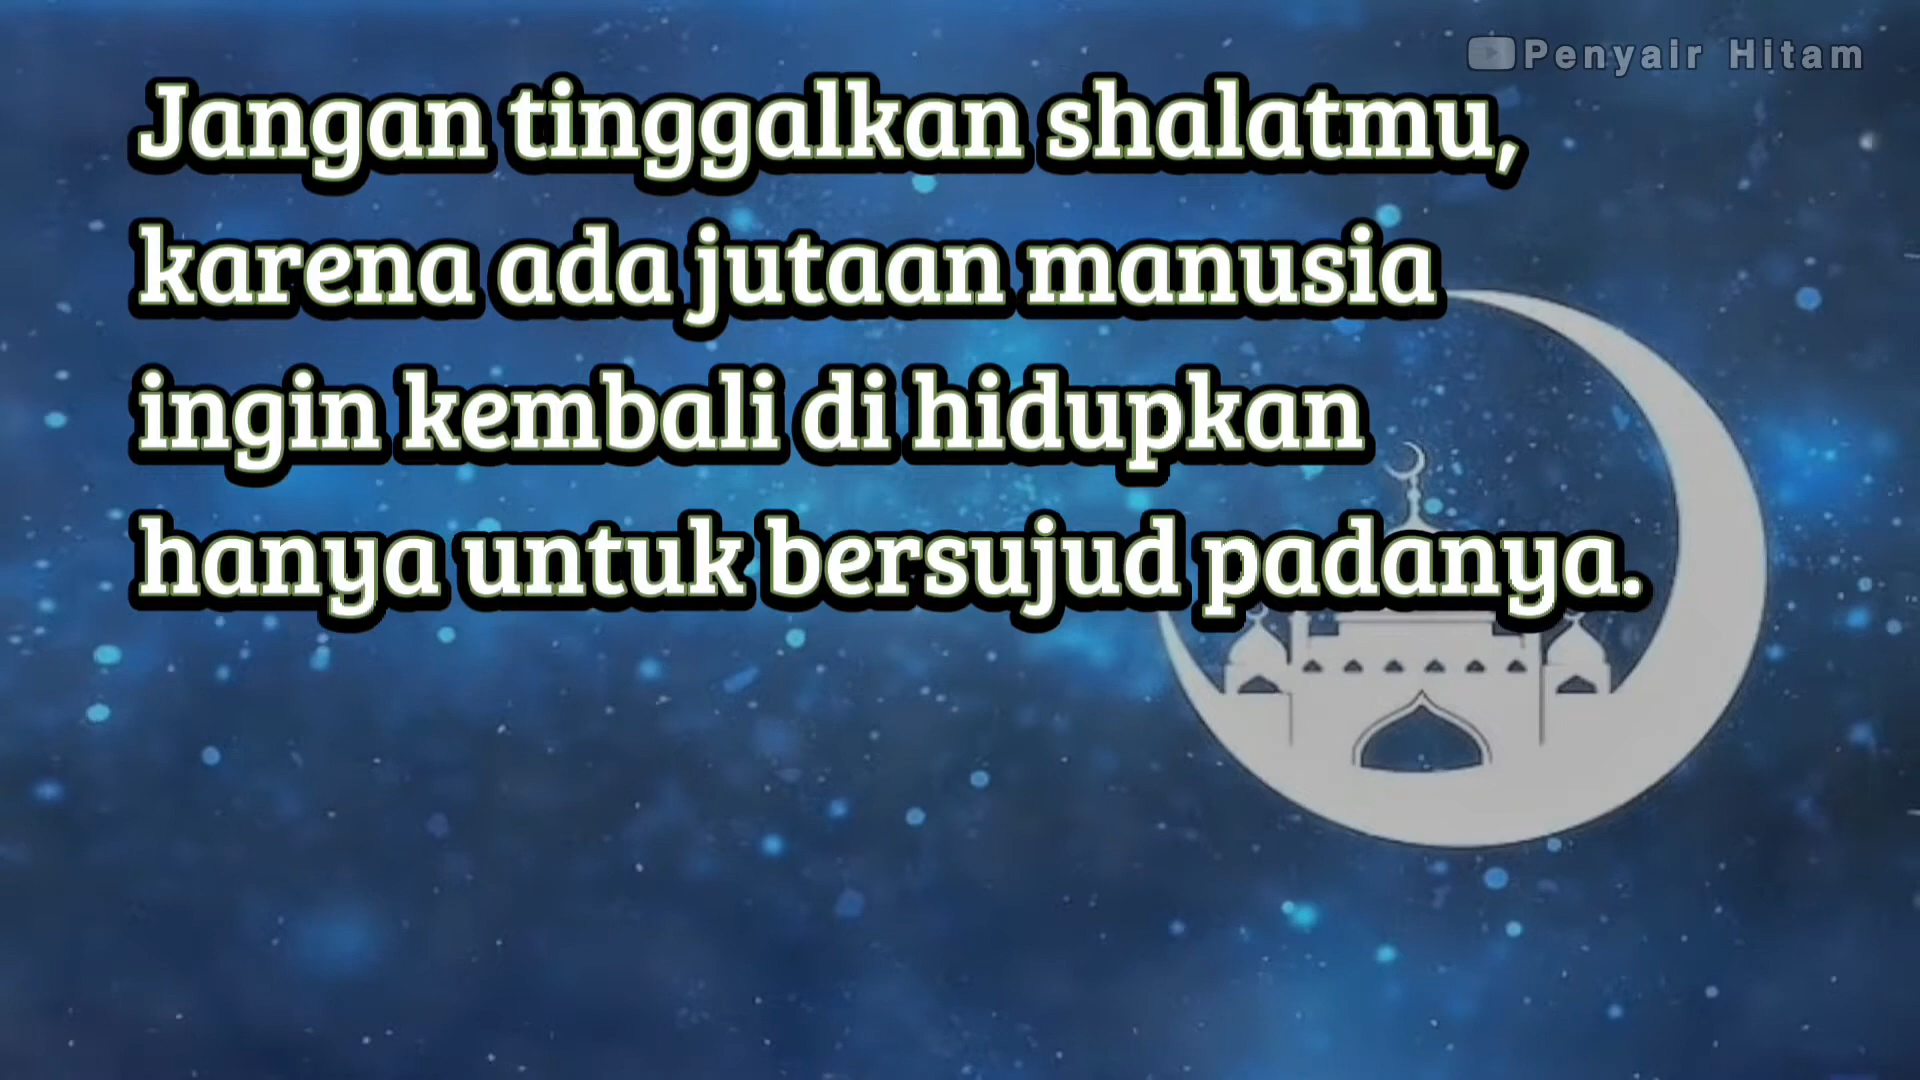 Penyair Hitam
Jangan tinggalkan shalatmu,
karena ada jutaan manusia
ingin kembali di hidupkan
hanya untuk bersujud padanya.